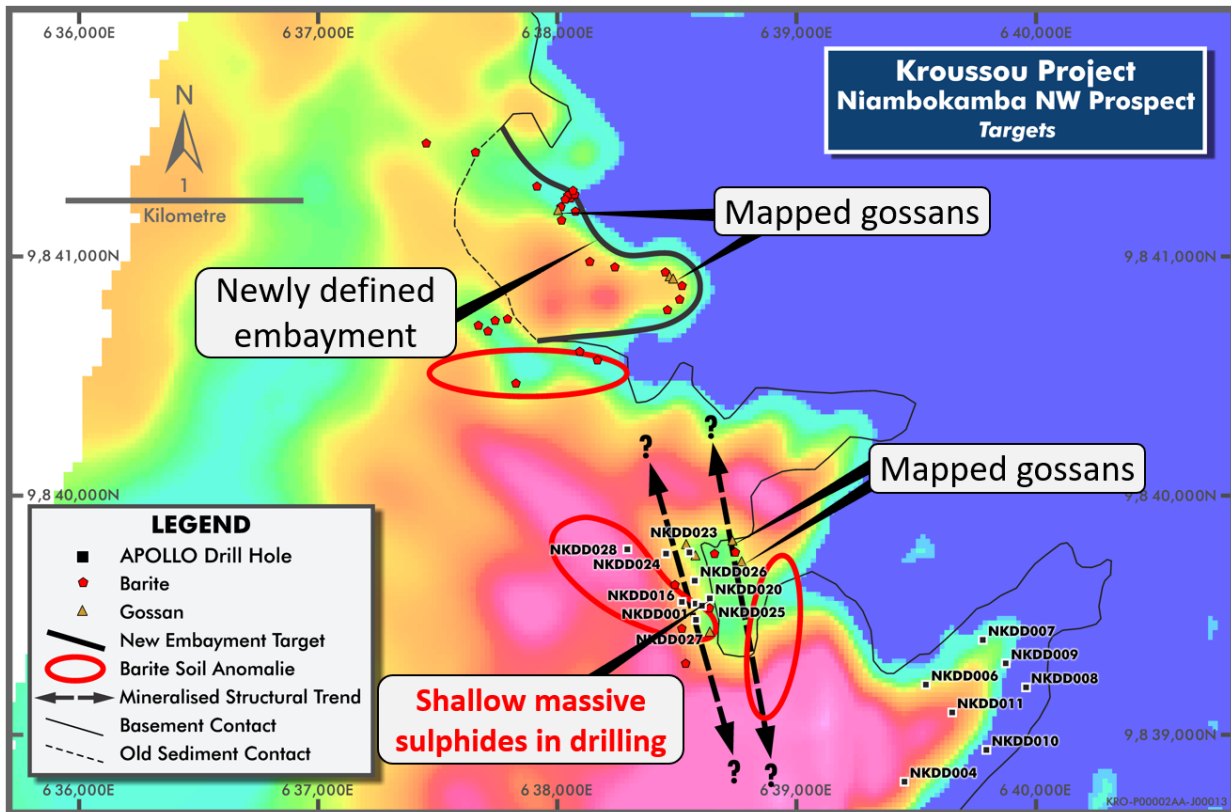 6 36,000E
6 37,000E
6 38,000E
6 39,000E
6 40,000E
Kroussou Project
Niambokamba NW Prospect
Targets
N
1
Kilometre
Mapped gossans
9,8 41,000N
9,8 41,000N
Newly defined
embayment
?
?
Mapped gossans
9,8 40,000N
9,8 40,000N
LEGEND
APOLLO Drill Hole
Barite
Gossan
New Embayment Target
Barite Soil Anomalie
Mineralised Structural Trend
Basement Contact
Old Sediment Contact
NKDD023
NKDD028
NKDD024
NKDD026
NKDD020
NKDD016
NKDD001
NKDD025
NKDD027
NKDD007
NKDD009
NKDD006
NKDD008
NKDD011
NKDD010
NKDD004
Shallow massive
sulphides in drilling
9,8 39,000N
?
?
6 36,000E
6 37,000E
6 38,000E
6 39,000E
6 40,000E
KRO-P00002AA-J00013